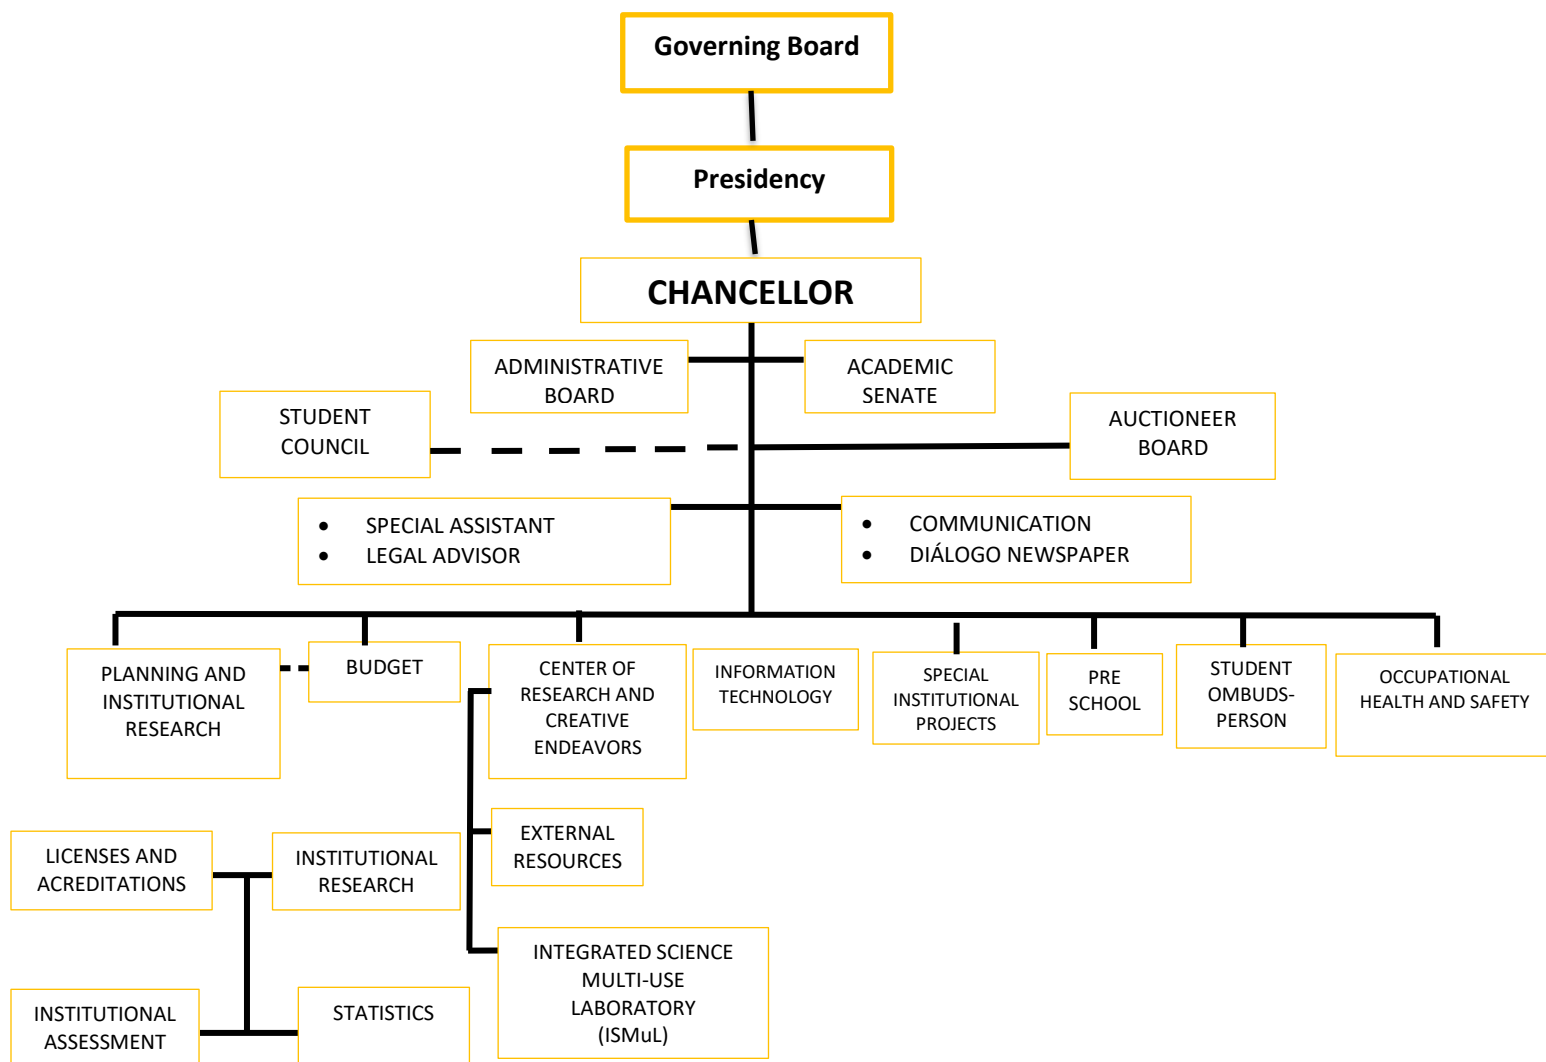 Governing Board
Presidency
CHANCELLOR
ADMINISTRATIVE
BOARD
ACADEMIC
SENATE
STUDENT
COUNCIL
AUCTIONEER
BOARD
• SPECIAL ASSISTANT
• LEGAL ADVISOR
• COMMUNICATION
• DIÁLOGO NEWSPAPER
PLANNING AND
INSTITUTIONAL
RESEARCH
BUDGET
CENTER OF
RESEARCH AND
CREATIVE
ENDEAVORS
INFORMATION
TECHNOLOGY
SPECIAL
INSTITUTIONAL
PROJECTS
PRE
SCHOOL
STUDENT
OMBUDS-
PERSON
OCCUPATIONAL
HEALTH AND SAFETY
LICENSES AND
ACREDITATIONS
INSTITUTIONAL
RESEARCH
EXTERNAL
RESOURCES
INSTITUTIONAL
ASSESSMENT
STATISTICS
INTEGRATED SCIENCE
MULTI-USE
LABORATORY
(ISMuL)